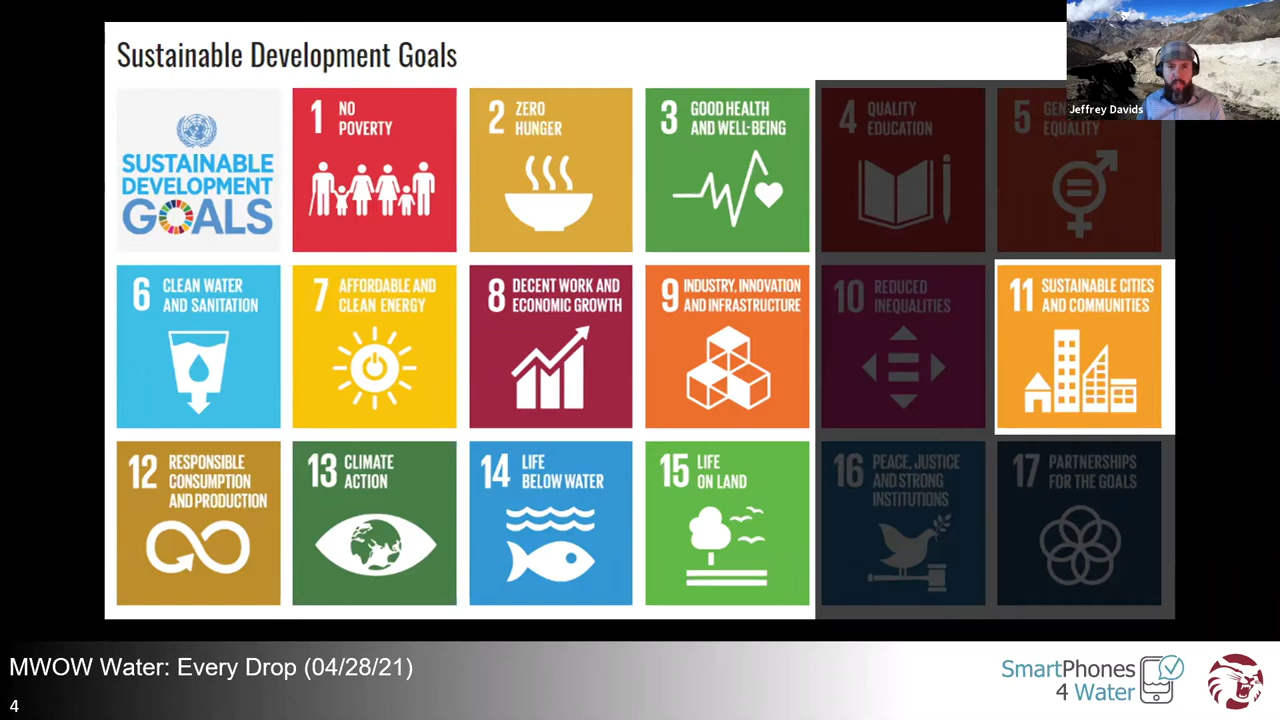 Sustainable Development Goals
Jeffrey Davids
SUSTAINABLE
DEVELOPMENT
GOALS
1 NO
POVERTY
2 ZERO
HUNGER
3 GOOD HEALTH
AND WELL-BEING
4 QUALITY
EDUCATION
5 GEN
EQUALITY
6 CLEAN WATER
AND SANITATION
7 AFFORDABLE AND
CLEAN ENERGY
8 DECENT WORK AND
ECONOMIC GROWTH
9 INDUSTRY, INNOVATION
AND INFRASTRUCTURE
10 REDUCED
INEQUALITIES
11 SUSTAINABLE CITIES
AND COMMUNITIES
12 RESPONSIBLE
CONSUMPTION
AND PRODUCTION
13 CLIMATE
ACTION
14 LIFE
BELOW WATER
15 LIFE
ON LAND
16 PEACE, JUSTICE
AND STRONG
INSTITUTIONS
17 PARTNERSHIPS
FOR THE GOALS
MWOW Water: Every Drop (04/28/21)
SmartPhones
4 Water
4